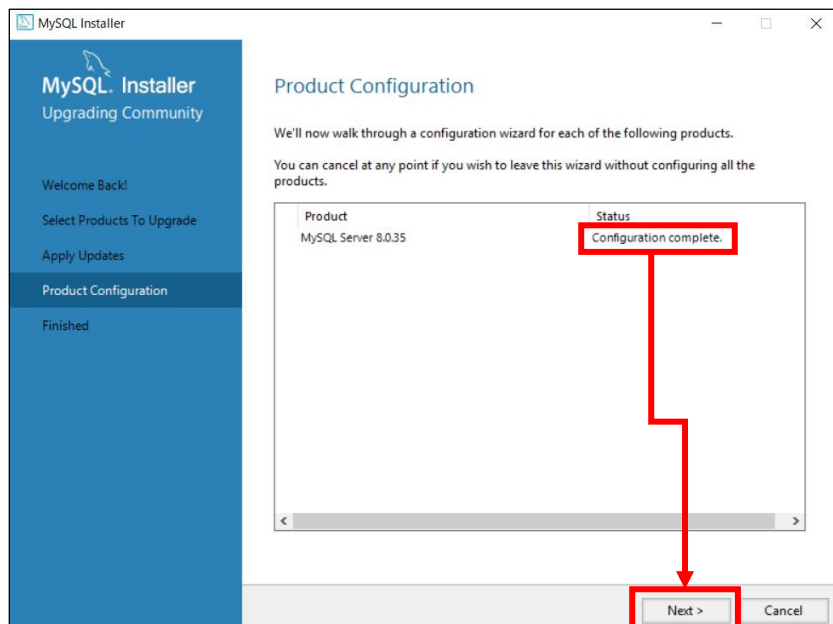 MySQL Installer
MySQL. Installer
Upgrading Community
Welcome Back!
Select Products To Upgrade
Apply Updates
Product Configuration
Finished
Product Configuration
We'll now walk through a configuration wizard for each of the following products.
You can cancel at any point if you wish to leave this wizard without configuring all the
products.
Product Status
MySQL Server 8.0.35 Configuration complete.
Next > Cancel